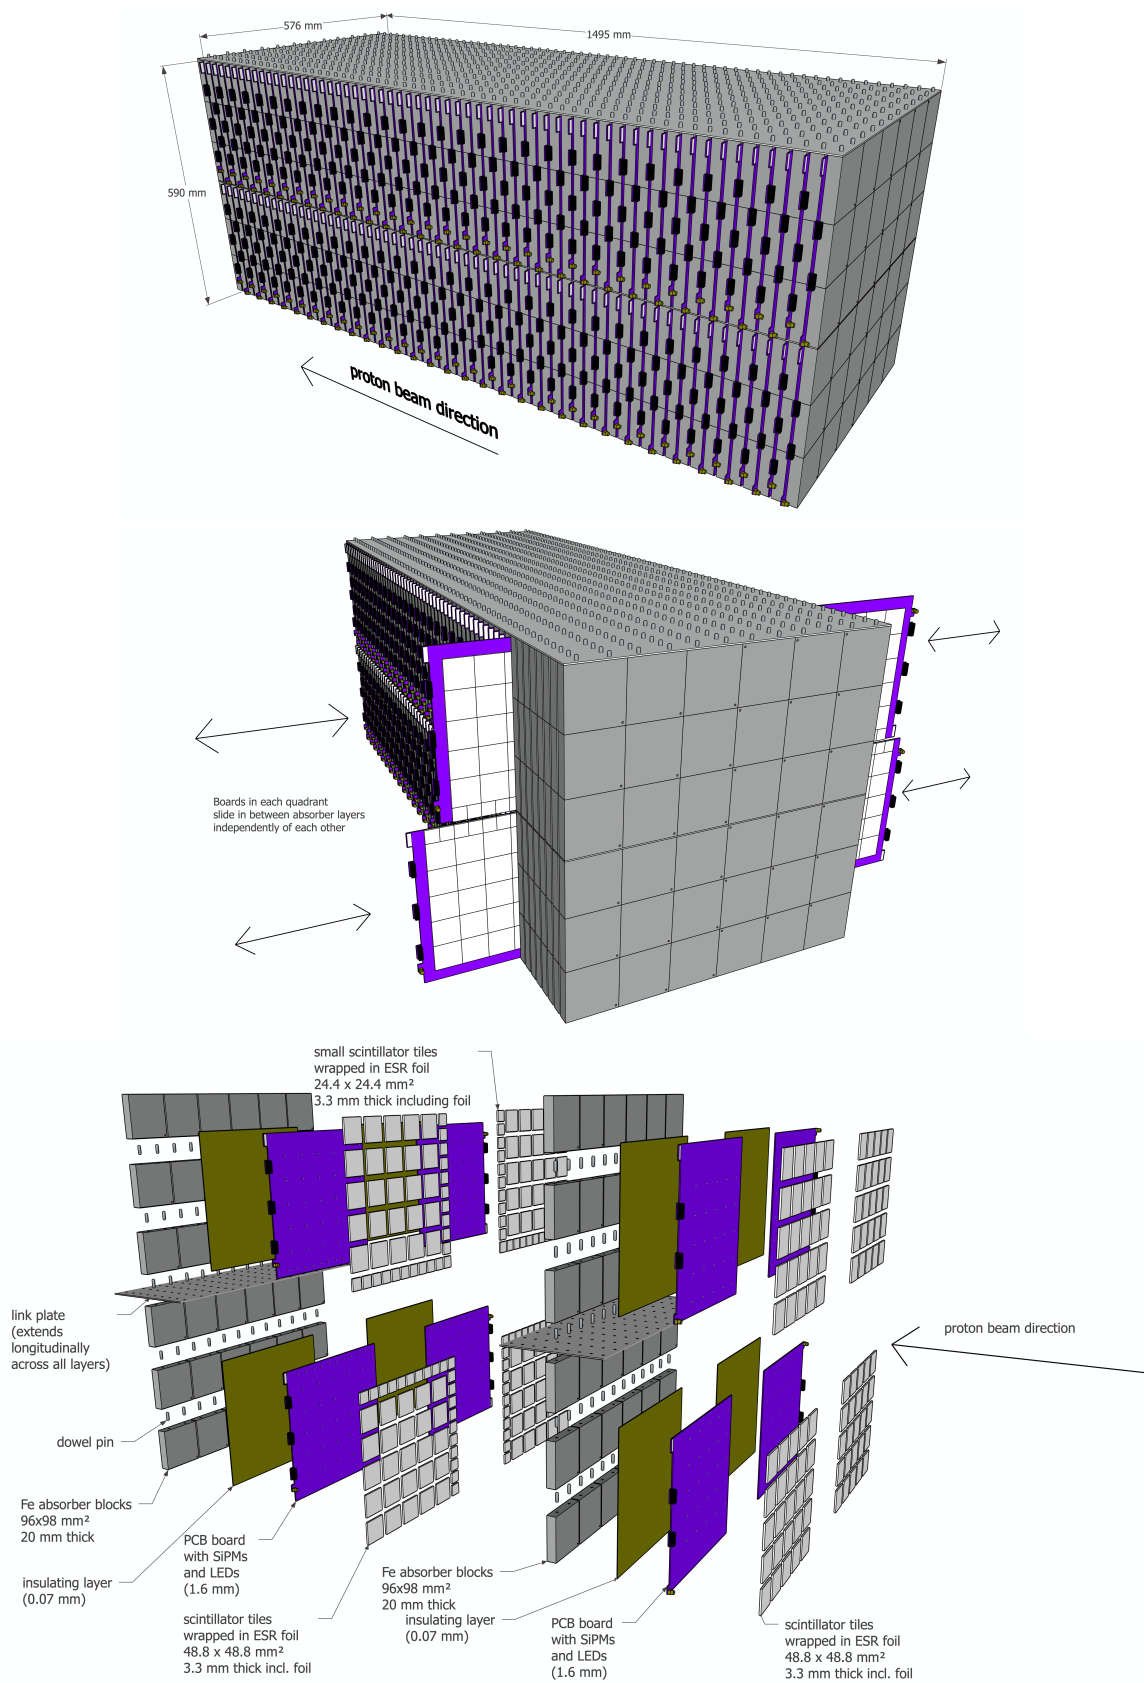 576 mm
1495 mm
590 mm
proton beam direction
Boards in each quadrant
slide in between absorber layers
independently of each other
small scintillator tiles
wrapped in ESR foil
24.4 x 24.4 mm²
3.3 mm thick including foil
link plate
(extends
longitudinally
across all layers)
proton beam direction
dowel pin
Fe absorber blocks
96x98 mm²
20 mm thick
insulating layer
(0.07 mm)
PCB board
with SiPMs
and LEDs
(1.6 mm)
scintillator tiles
wrapped in ESR foil
48.8 x 48.8 mm²
3.3 mm thick incl. foil
Fe absorber blocks
96x98 mm²
20 mm thick
insulating layer
(0.07 mm)
PCB board
with SiPMs
and LEDs
(1.6 mm)
scintillator tiles
wrapped in ESR foil
48.8 x 48.8 mm²
3.3 mm thick incl. foil